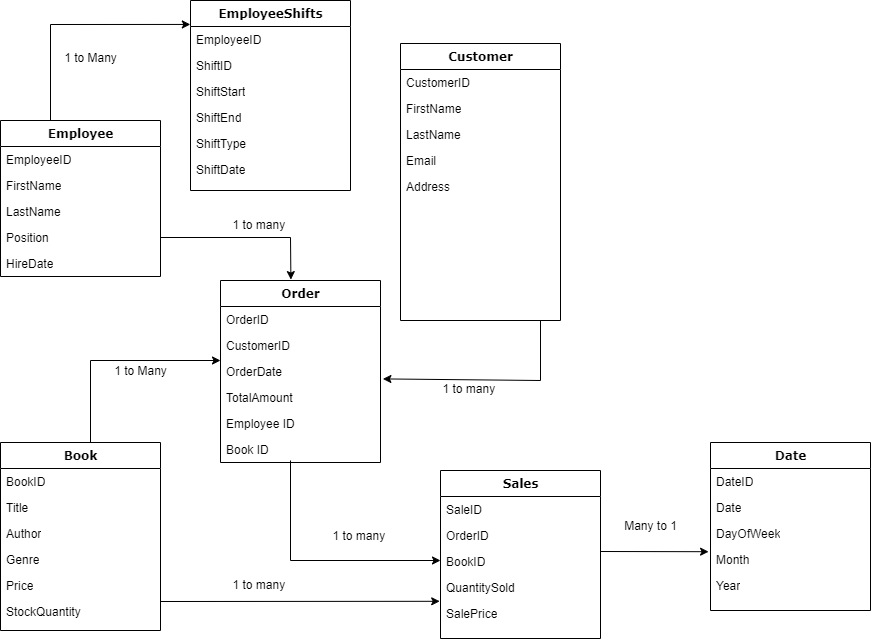 EmployeeShifts
EmployeeID
ShiftID
ShiftStart
ShiftEnd
ShiftType
ShiftDate
1 to Many
Customer
CustomerID
FirstName
LastName
Email
Address
Employee
EmployeeID
FirstName
LastName
Position
HireDate
1 to many
Order
OrderID
CustomerID
OrderDate
TotalAmount
Employee ID
Book ID
1 to Many
1 to many
Book
BookID
Title
Author
Genre
Price
StockQuantity
1 to many
1 to many
Sales
SaleID
OrderID
BookID
QuantitySold
SalePrice
Many to 1
Date
DateID
Date
DayOfWeek
Month
Year